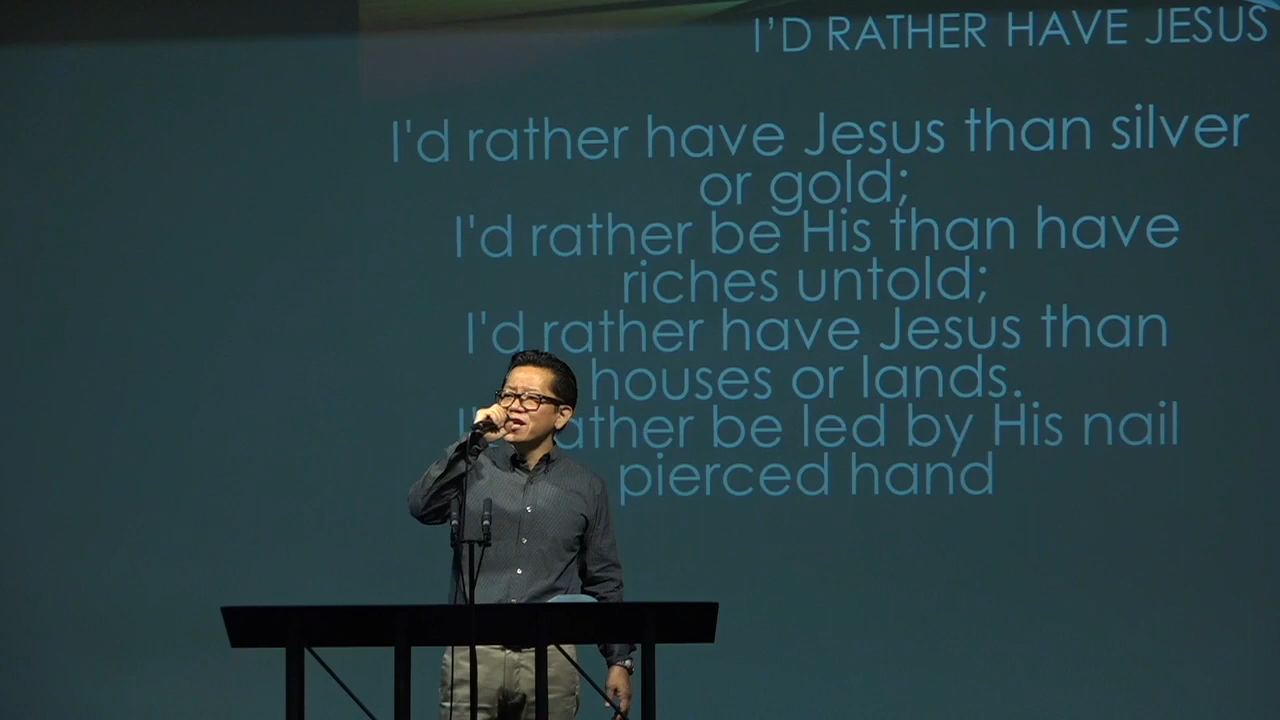 I'D RATHER HAVE JESUS
I'd rather have Jesus than silver
or gold;
I'd rather be His than have
riches untold;
I'd rather have Jesus than
houses or lands.
rather be led by His nail
pierced hand